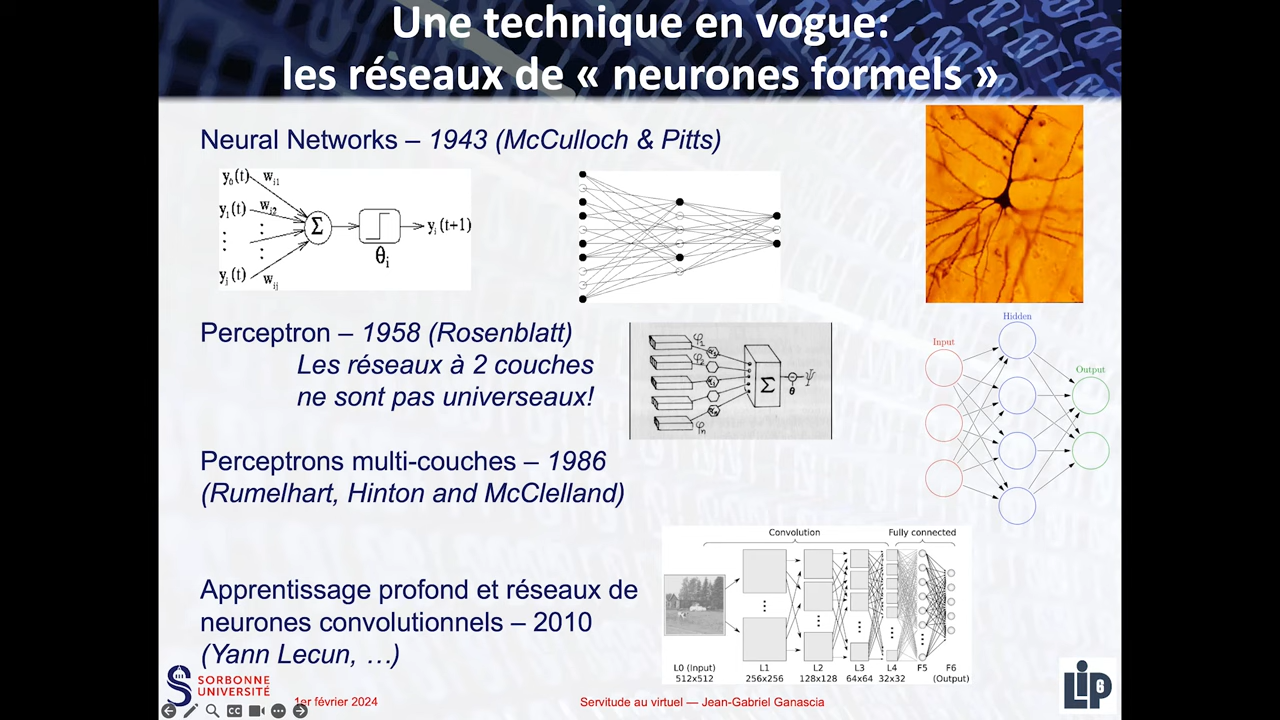 Une technique en vogue:
les réseaux de « neurones formels »
Neural Networks – 1943 (McCulloch & Pitts)
y₀(t) wi1
y₁(t) wi2
yj(t) wij
Σ
θi
yi(t+1)
Perceptron – 1958 (Rosenblatt)
Les réseaux à 2 couches
ne sont pas universeaux!
φ1
φ2
φn
Σ
θ
Ψ
Hidden
Input
Output
Perceptrons multi-couches – 1986
(Rumelhart, Hinton and McClelland)
Convolution Fully connected
L0 (Input) L1 L2 L3 L4 F5 F6
512x512 256x256 128x128 64x64 32x32 (Output)
Apprentissage profond et réseaux de
neurones convolutionnels – 2010
(Yann Lecun, …)
SORBONNE
UNIVERSITÉ
1er février 2024
Servitude au virtuel — Jean-Gabriel Ganascia
LIP6
CC